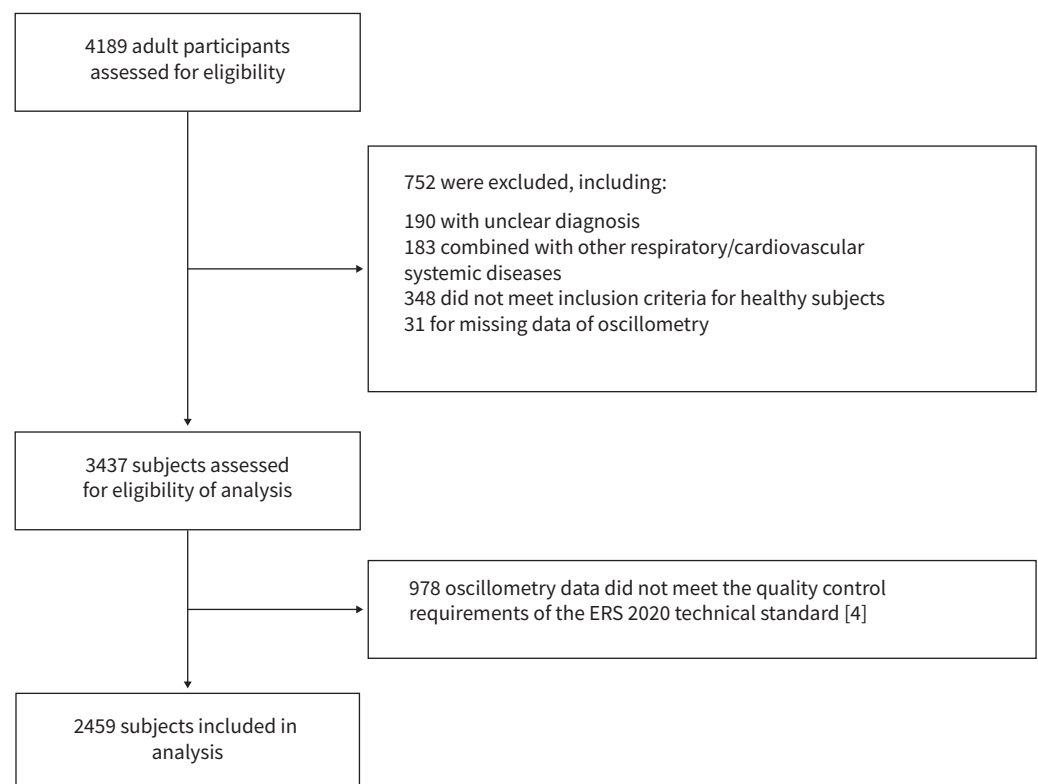 4189 adult participants
assessed for eligibility
752 were excluded, including:
190 with unclear diagnosis
183 combined with other respiratory/cardiovascular
systemic diseases
348 did not meet inclusion criteria for healthy subjects
31 for missing data of oscillometry
3437 subjects assessed
for eligibility of analysis
978 oscillometry data did not meet the quality control
requirements of the ERS 2020 technical standard [4]
2459 subjects included in
analysis